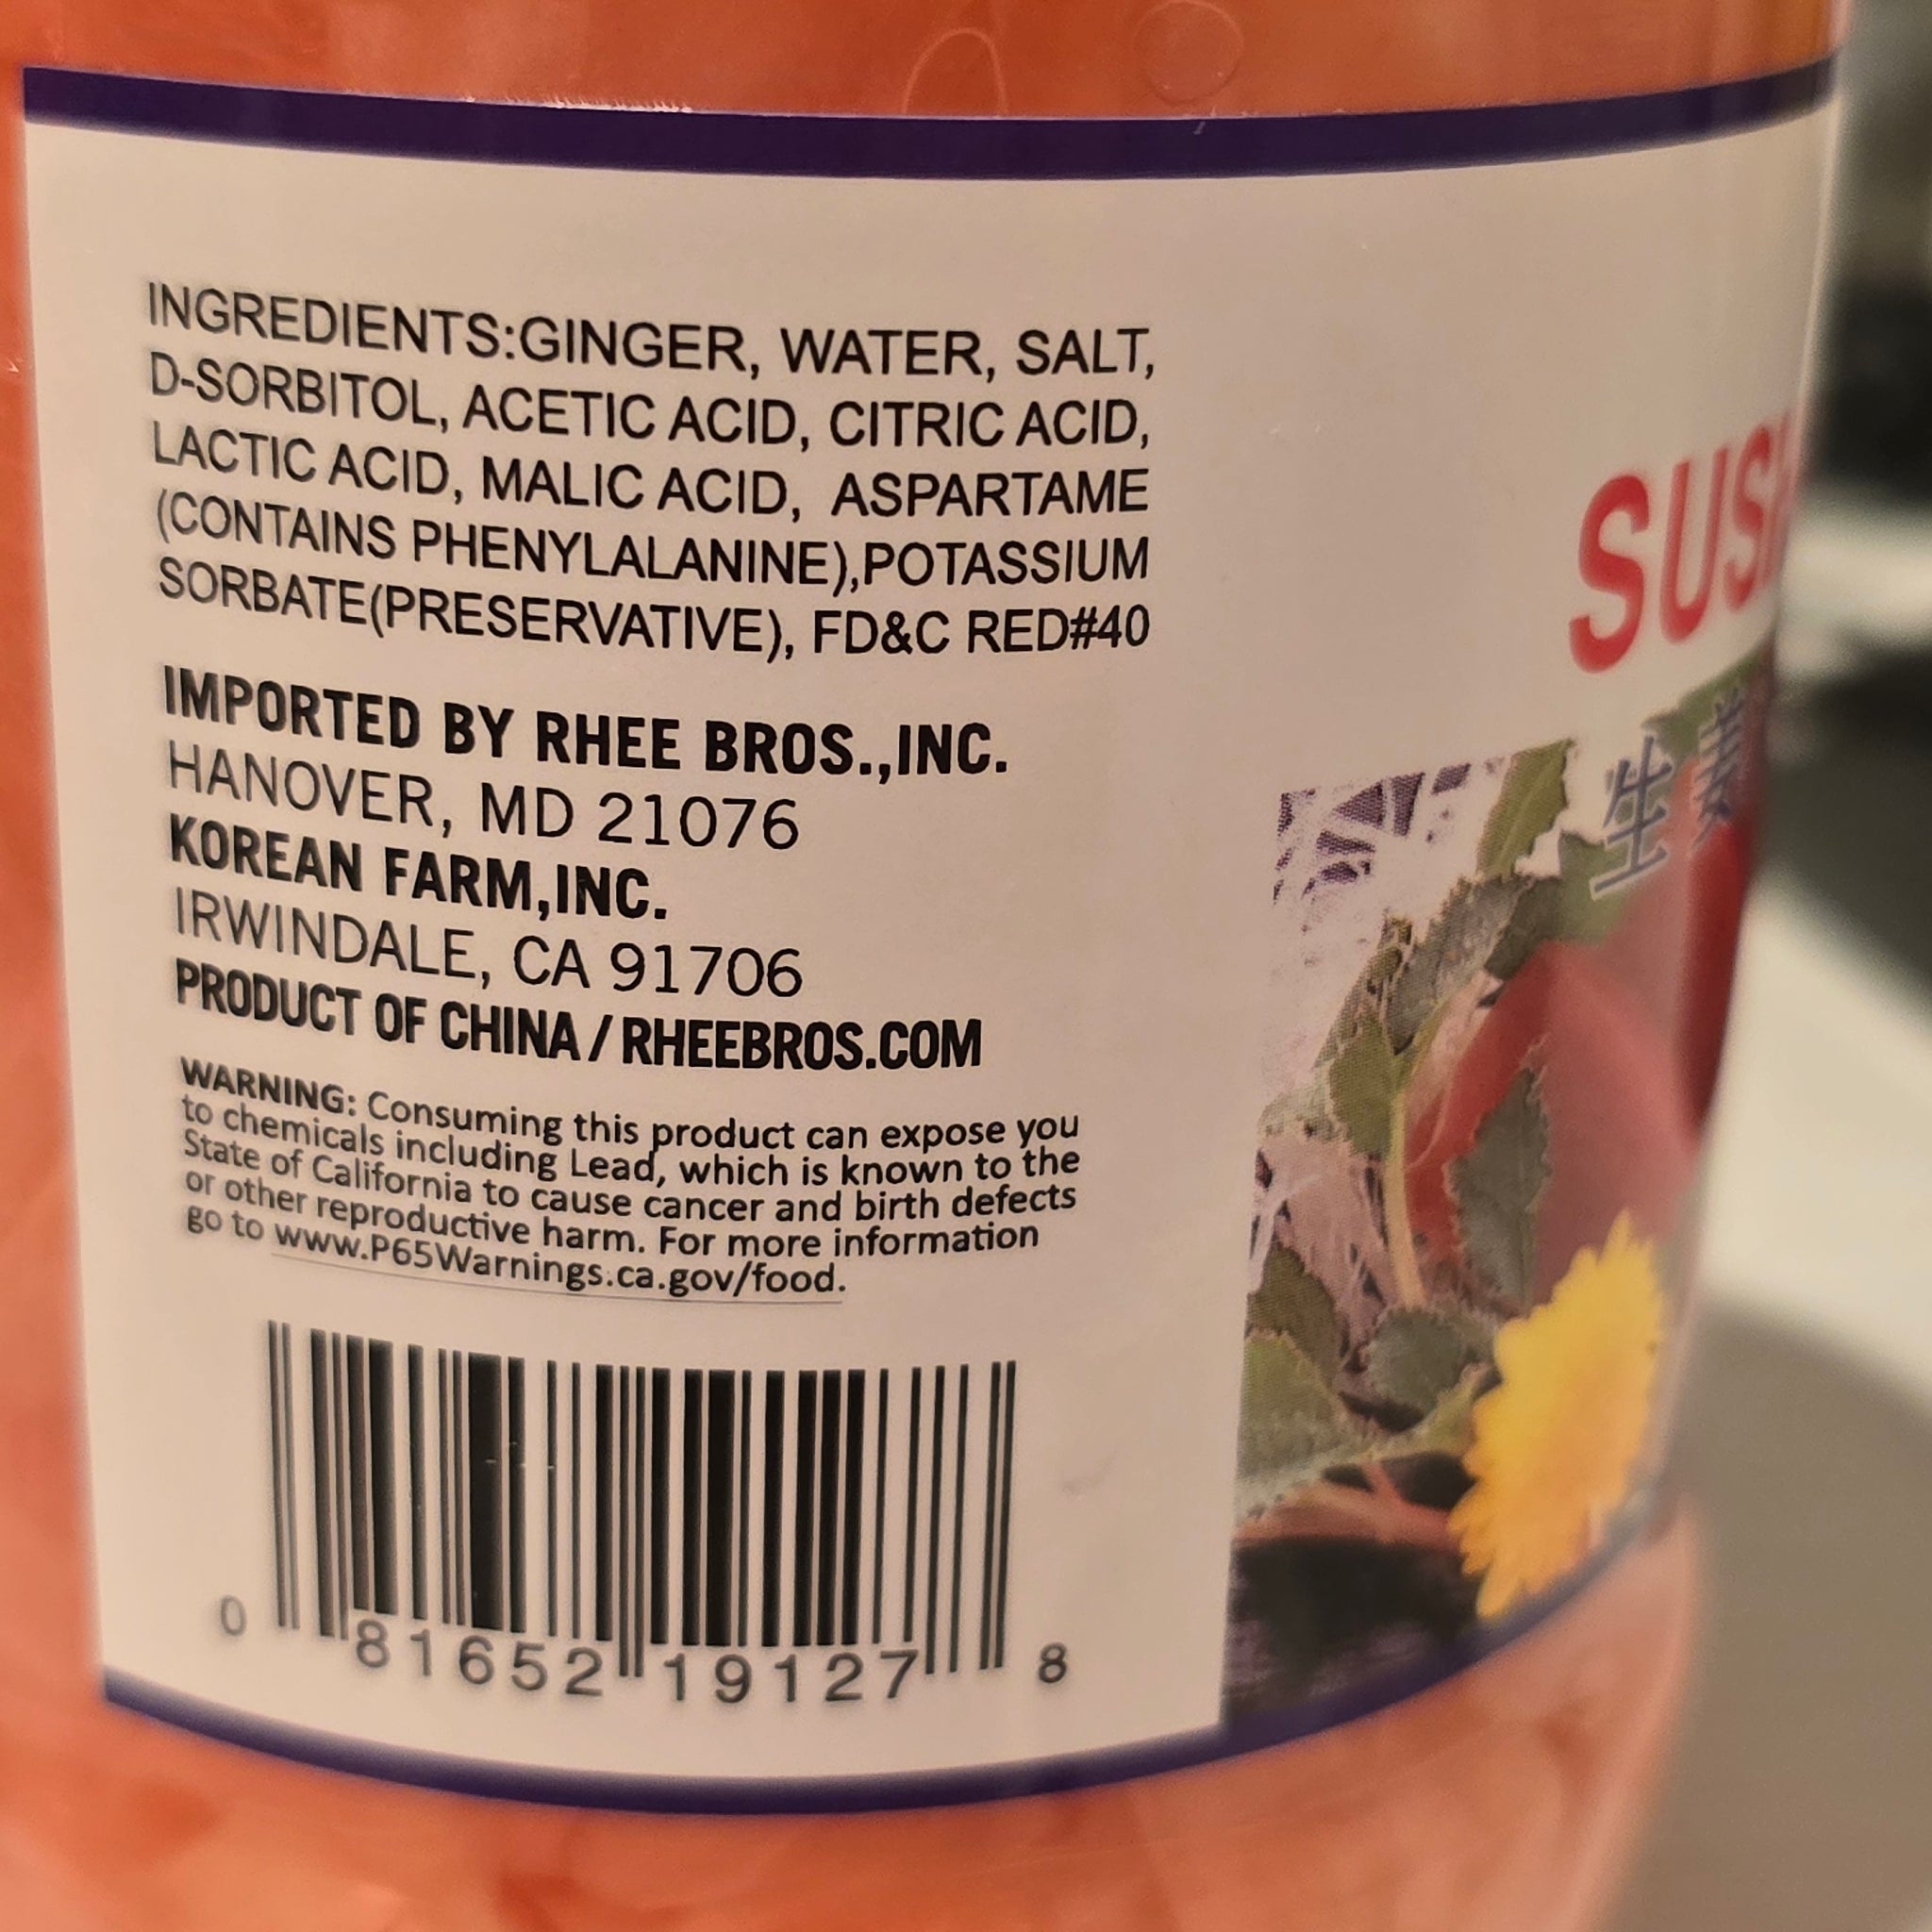 INGREDIENTS:GINGER, WATER, SALT,
D-SORBITOL, ACETIC ACID, CITRIC ACID,
LACTIC ACID, MALIC ACID, ASPARTAME
(CONTAINS PHENYLALANINE),POTASSIUM
SORBATE(PRESERVATIVE), FD&C RED#40
IMPORTED BY RHEE BROS.,INC.
HANOVER, MD 21076
KOREAN FARM,INC.
IRWINDALE, CA 91706
PRODUCT OF CHINA / RHEEBROS.COM
WARNING: Consuming this product can expose you
to chemicals including Lead, which is known to the
State of California to cause cancer and birth defects
or other reproductive harm. For more information
go to www.P65Warnings.ca.gov/food.
0 81652 19127 8
SUSH
生姜